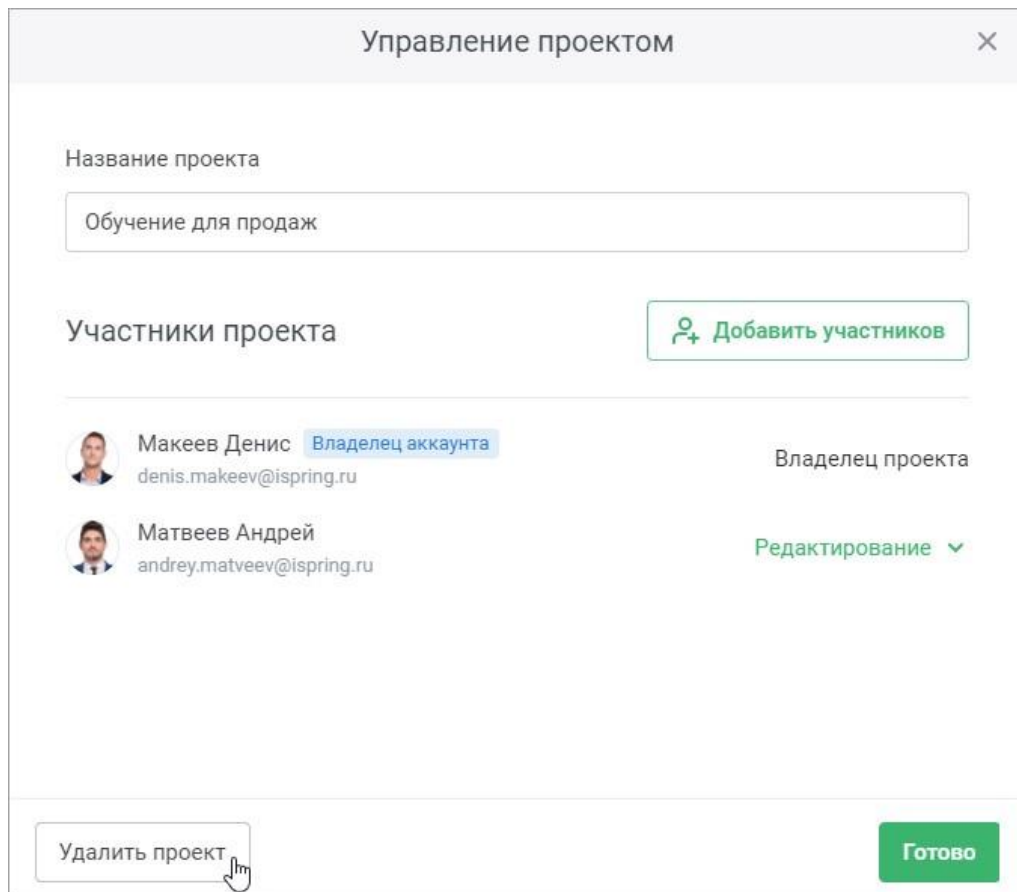 Управление проектом
Название проекта
Обучение для продаж
Участники проекта
Добавить участников
Макеев Денис Владелец аккаунта
denis.makeev@ispring.ru
Владелец проекта
Матвеев Андрей
andrey.matveev@ispring.ru
Редактирование
Удалить проект
Готово